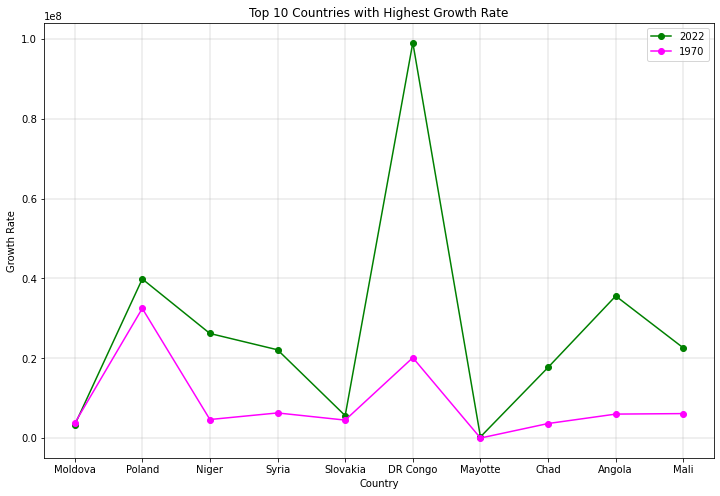 Top 10 Countries with Highest Growth Rate
1e8
2022
1970
1.0
0.8
0.6
0.4
0.2
0.0
Growth Rate
Moldova Poland Niger Syria Slovakia DR Congo Mayotte Chad Angola Mali
Country